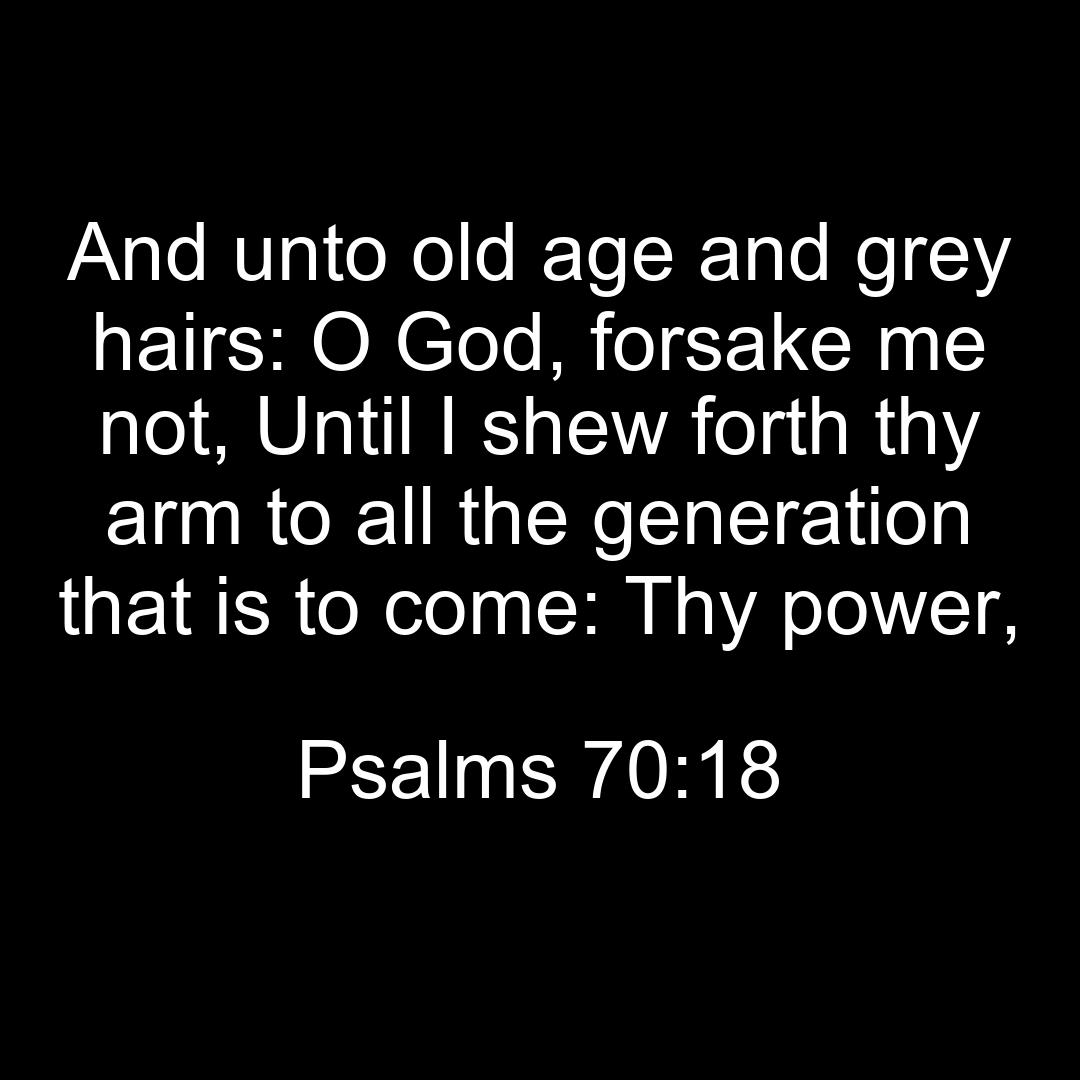 And unto old age and grey
hairs: O God, forsake me
not, Until I shew forth thy
arm to all the generation
that is to come: Thy power,
Psalms 70:18